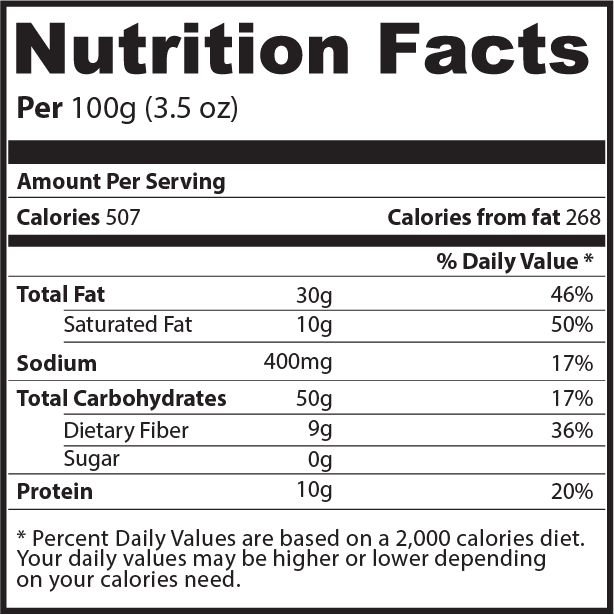 Nutrition Facts
Per 100g (3.5 oz)
Amount Per Serving
Calories 507 Calories from fat 268
% Daily Value *
Total Fat 30g 46%
Saturated Fat 10g 50%
Sodium 400mg 17%
Total Carbohydrates 50g 17%
Dietary Fiber 9g 36%
Sugar 0g
Protein 10g 20%
* Percent Daily Values are based on a 2,000 calories diet.
Your daily values may be higher or lower depending
on your calories need.